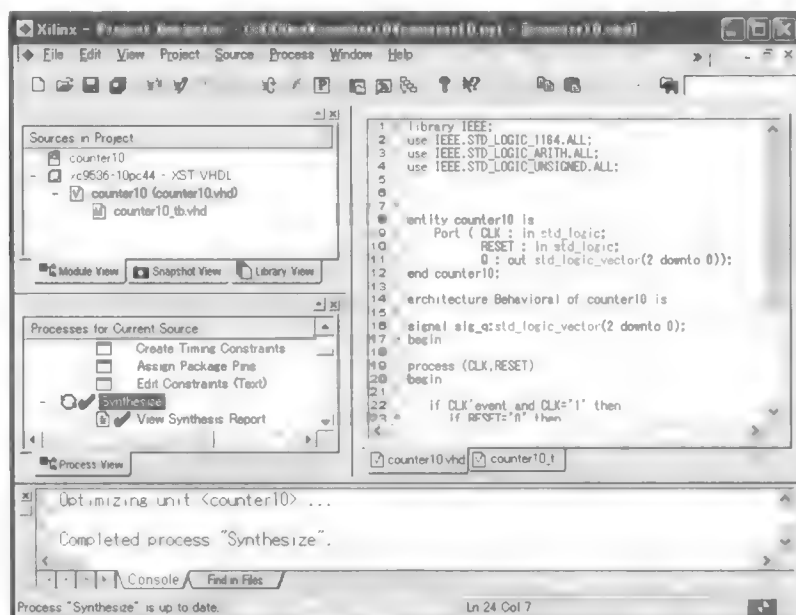 Xilinx -
File Edit View Project Source Process Window Help
Sources in Project
counter10
xc9536-10pc44 - XST VHDL
counter10 (counter10.vhd)
counter10_tb.vhd
Module View Snapshot View Library View
Processes for Current Source
Create Timing Constraints
Assign Package Pins
Edit Constraints (Text)
Synthesize
View Synthesis Report
Process View
1 library IEEE;
2 use IEEE.STD_LOGIC_1164.ALL;
3 use IEEE.STD_LOGIC_ARITH.ALL;
4 use IEEE.STD_LOGIC_UNSIGNED.ALL;
5
6
7
8 entity counter10 is
9 Port ( CLK : in std_logic;
10 RESET : in std_logic;
11 Q : out std_logic_vector(2 downto 0));
12 end counter10;
13
14 architecture Behavioral of counter10 is
15
16 signal sig_q:std_logic_vector(2 downto 0);
17 begin
18
19 process (CLK,RESET)
20 begin
21
22 if CLK'event and CLK='1' then
23 if RESET='0' then
counter10.vhd counter10_t
Optimizing unit <counter10> ...
Completed process "Synthesize".
Console Find in Files
Process "Synthesize" is up to date. Ln 24 Col 7